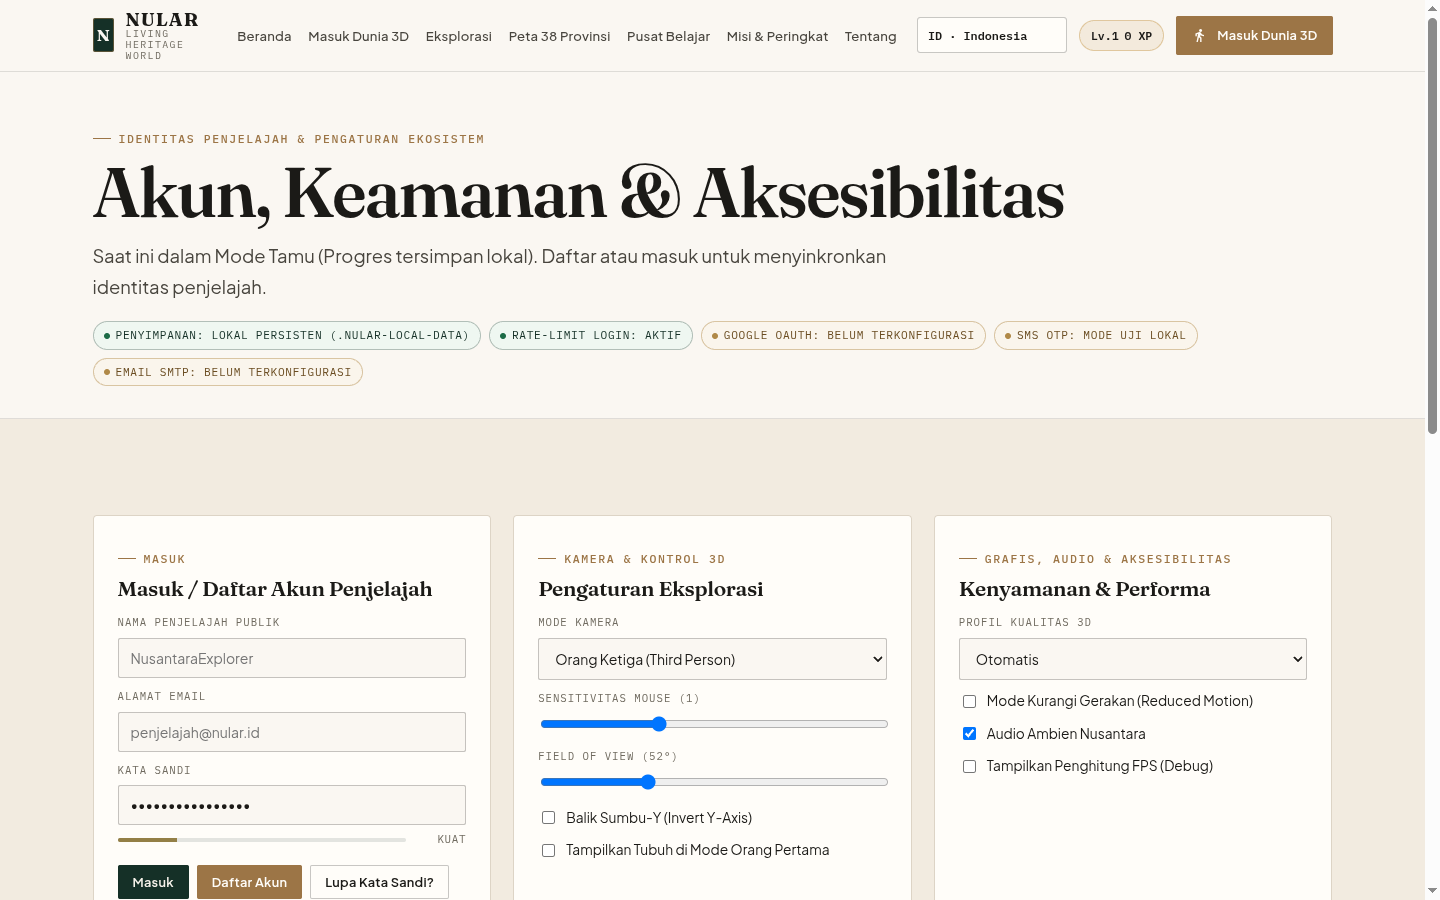 N
NULAR
LIVING
HERITAGE
WORLD
Beranda
Masuk Dunia 3D
Eksplorasi
Peta 38 Provinsi
Pusat Belajar
Misi & Peringkat
Tentang
ID · Indonesia
Lv.1 0 XP
Masuk Dunia 3D
IDENTITAS PENJELAJAH & PENGATURAN EKOSISTEM
Akun, Keamanan & Aksesibilitas
Saat ini dalam Mode Tamu (Progres tersimpan lokal). Daftar atau masuk untuk menyinkronkan
identitas penjelajah.
PENYIMPANAN: LOKAL PERSISTEN (.NULAR-LOCAL-DATA)
RATE-LIMIT LOGIN: AKTIF
GOOGLE OAUTH: BELUM TERKONFIGURASI
SMS OTP: MODE UJI LOKAL
EMAIL SMTP: BELUM TERKONFIGURASI
MASUK
Masuk / Daftar Akun Penjelajah
NAMA PENJELAJAH PUBLIK
NusantaraExplorer
ALAMAT EMAIL
penjelajah@nular.id
KATA SANDI
••••••••••••••••
KUAT
Masuk
Daftar Akun
Lupa Kata Sandi?
KAMERA & KONTROL 3D
Pengaturan Eksplorasi
MODE KAMERA
Orang Ketiga (Third Person)
SENSITIVITAS MOUSE (1)
FIELD OF VIEW (52°)
Balik Sumbu-Y (Invert Y-Axis)
Tampilkan Tubuh di Mode Orang Pertama
GRAFIS, AUDIO & AKSESIBILITAS
Kenyamanan & Performa
PROFIL KUALITAS 3D
Otomatis
Mode Kurangi Gerakan (Reduced Motion)
Audio Ambien Nusantara
Tampilkan Penghitung FPS (Debug)